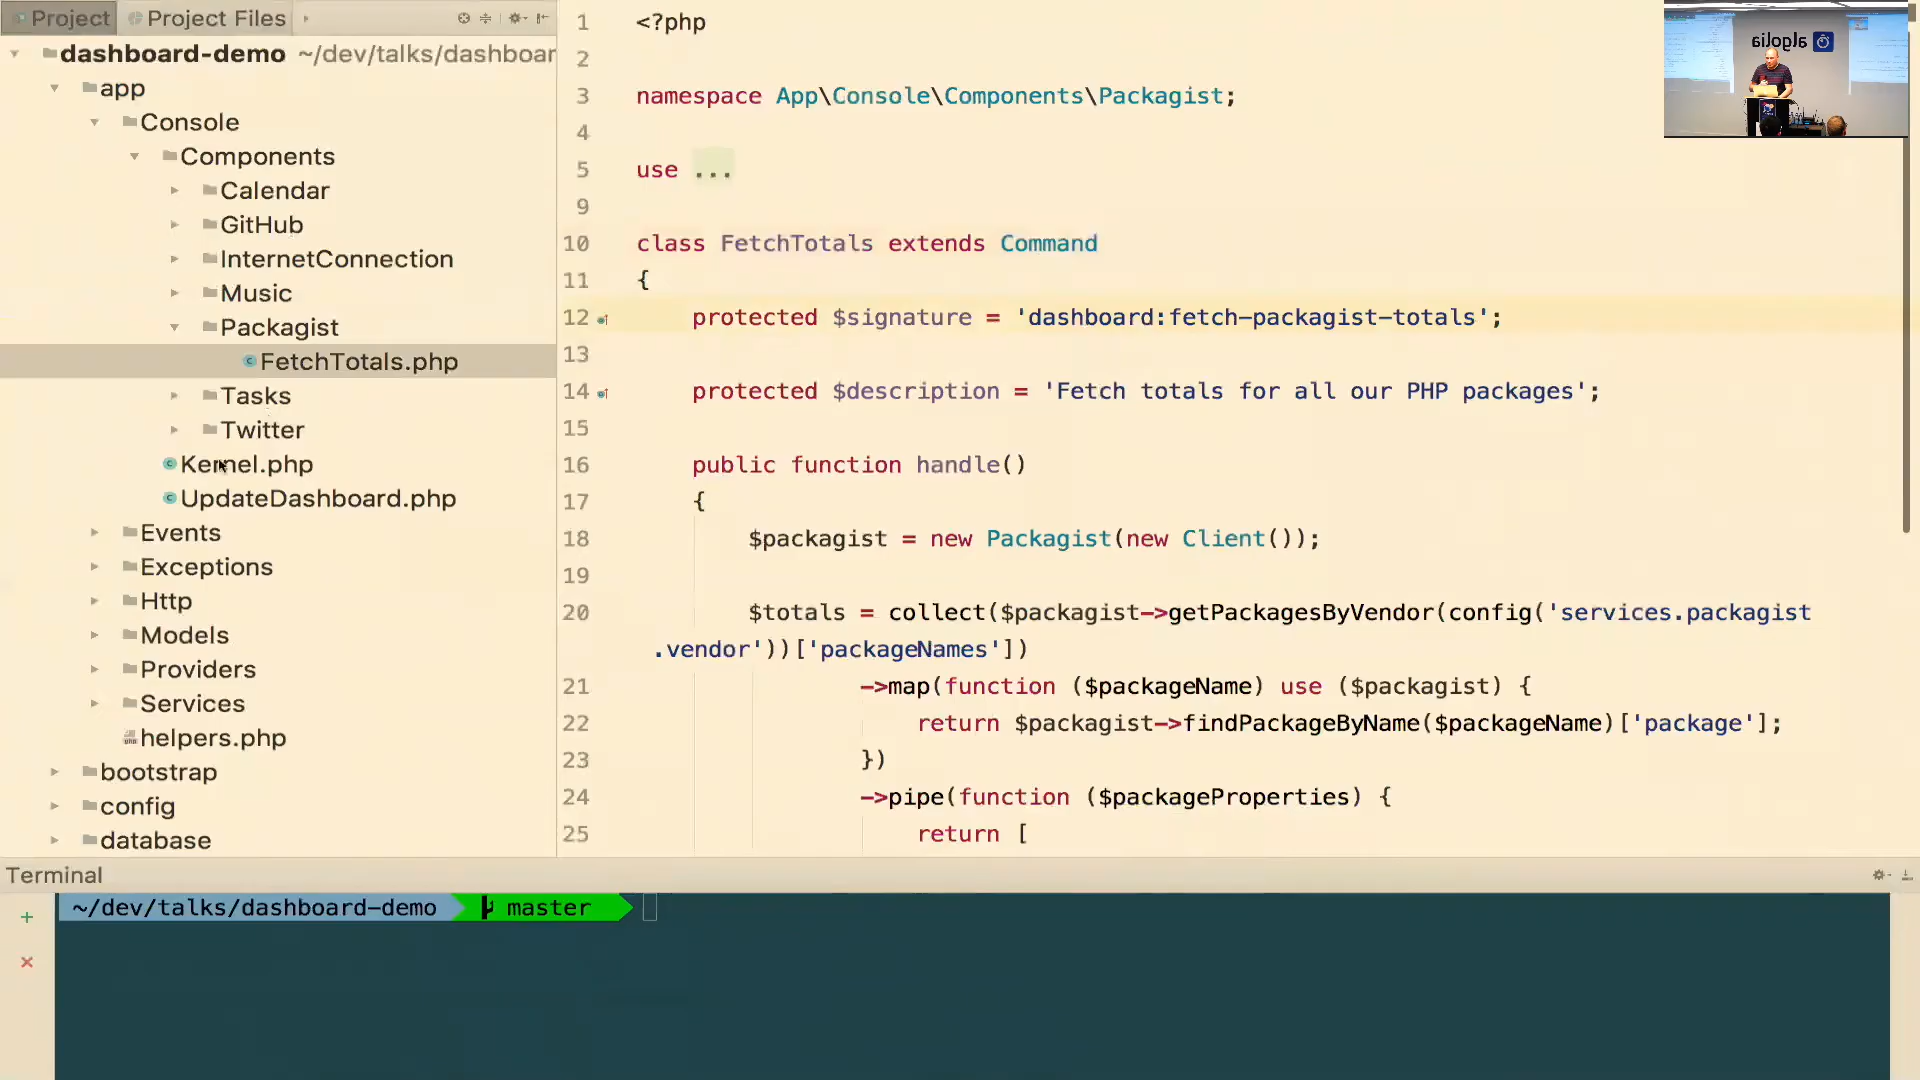 Project
Project Files
dashboard-demo ~/dev/talks/dashboar
app
Console
Components
Calendar
GitHub
InternetConnection
Music
Packagist
FetchTotals.php
Tasks
Twitter
Kernel.php
UpdateDashboard.php
Events
Exceptions
Http
Models
Providers
Services
helpers.php
bootstrap
config
database
1 <?php
2
3 namespace App\Console\Components\Packagist;
4
5 use ...
9
10 class FetchTotals extends Command
11 {
12 protected $signature = 'dashboard:fetch-packagist-totals';
13
14 protected $description = 'Fetch totals for all our PHP packages';
15
16 public function handle()
17 {
18 $packagist = new Packagist(new Client());
19
20 $totals = collect($packagist->getPackagesByVendor(config('services.packagist
.vendor'))['packageNames'])
21 ->map(function ($packageName) use ($packagist) {
22 return $packagist->findPackageByName($packageName)['package'];
23 })
24 ->pipe(function ($packageProperties) {
25 return [
algolia
Terminal
~/dev/talks/dashboard-demo master